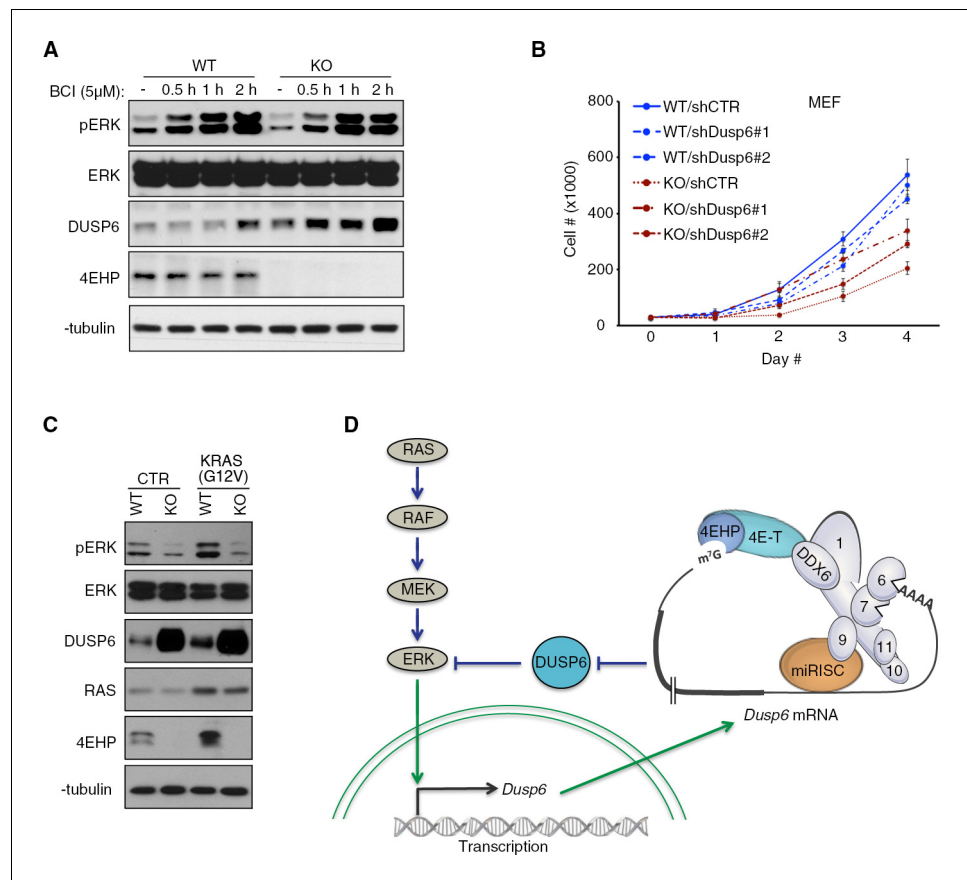 A
WT KO
BCI (5µM): - 0.5 h 1 h 2 h - 0.5 h 1 h 2 h
pERK
ERK
DUSP6
4EHP
-tubulin
B
MEF
800
600
400
200
0
Cell # (x1000)
WT/shCTR
WT/shDusp6#1
WT/shDusp6#2
KO/shCTR
KO/shDusp6#1
KO/shDusp6#2
0 1 2 3 4
Day #
C
CTR KRAS (G12V)
WT KO WT KO
pERK
ERK
DUSP6
RAS
4EHP
-tubulin
D
RAS
RAF
MEK
ERK
DUSP6
4EHP
4E-T
m⁷G
DDX6
1
6
7
AAAA
9
11
10
miRISC
Dusp6 mRNA
Dusp6
Transcription